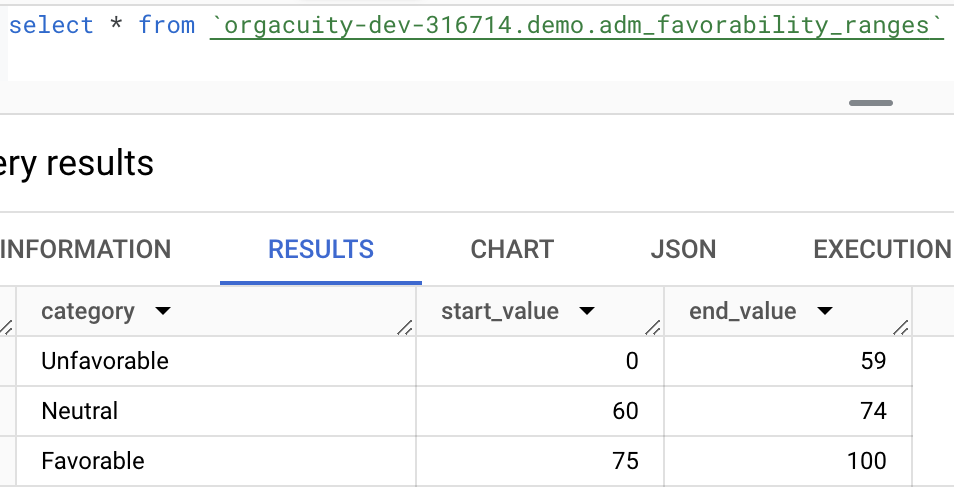 select * from `orgacuity-dev-316714.demo.adm_favorability_ranges`
ery results
INFORMATION RESULTS CHART JSON EXECUTION
category start_value end_value
Unfavorable 0 59
Neutral 60 74
Favorable 75 100